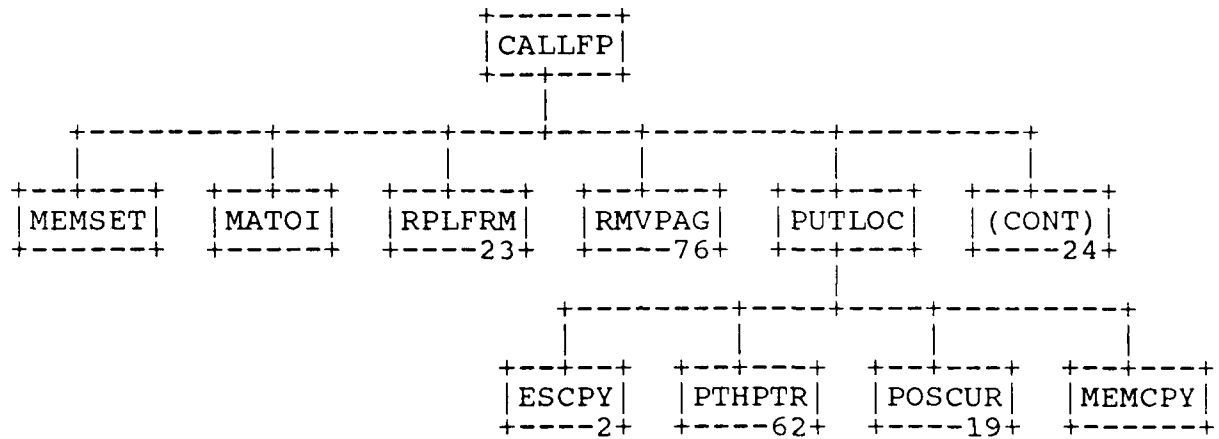 CALLFP
MEMSET MATOI RPLFRM RMVPAG PUTLOC (CONT)
23 76 24
ESCPY PTHPTR POSCUR MEMCPY
2 62 19